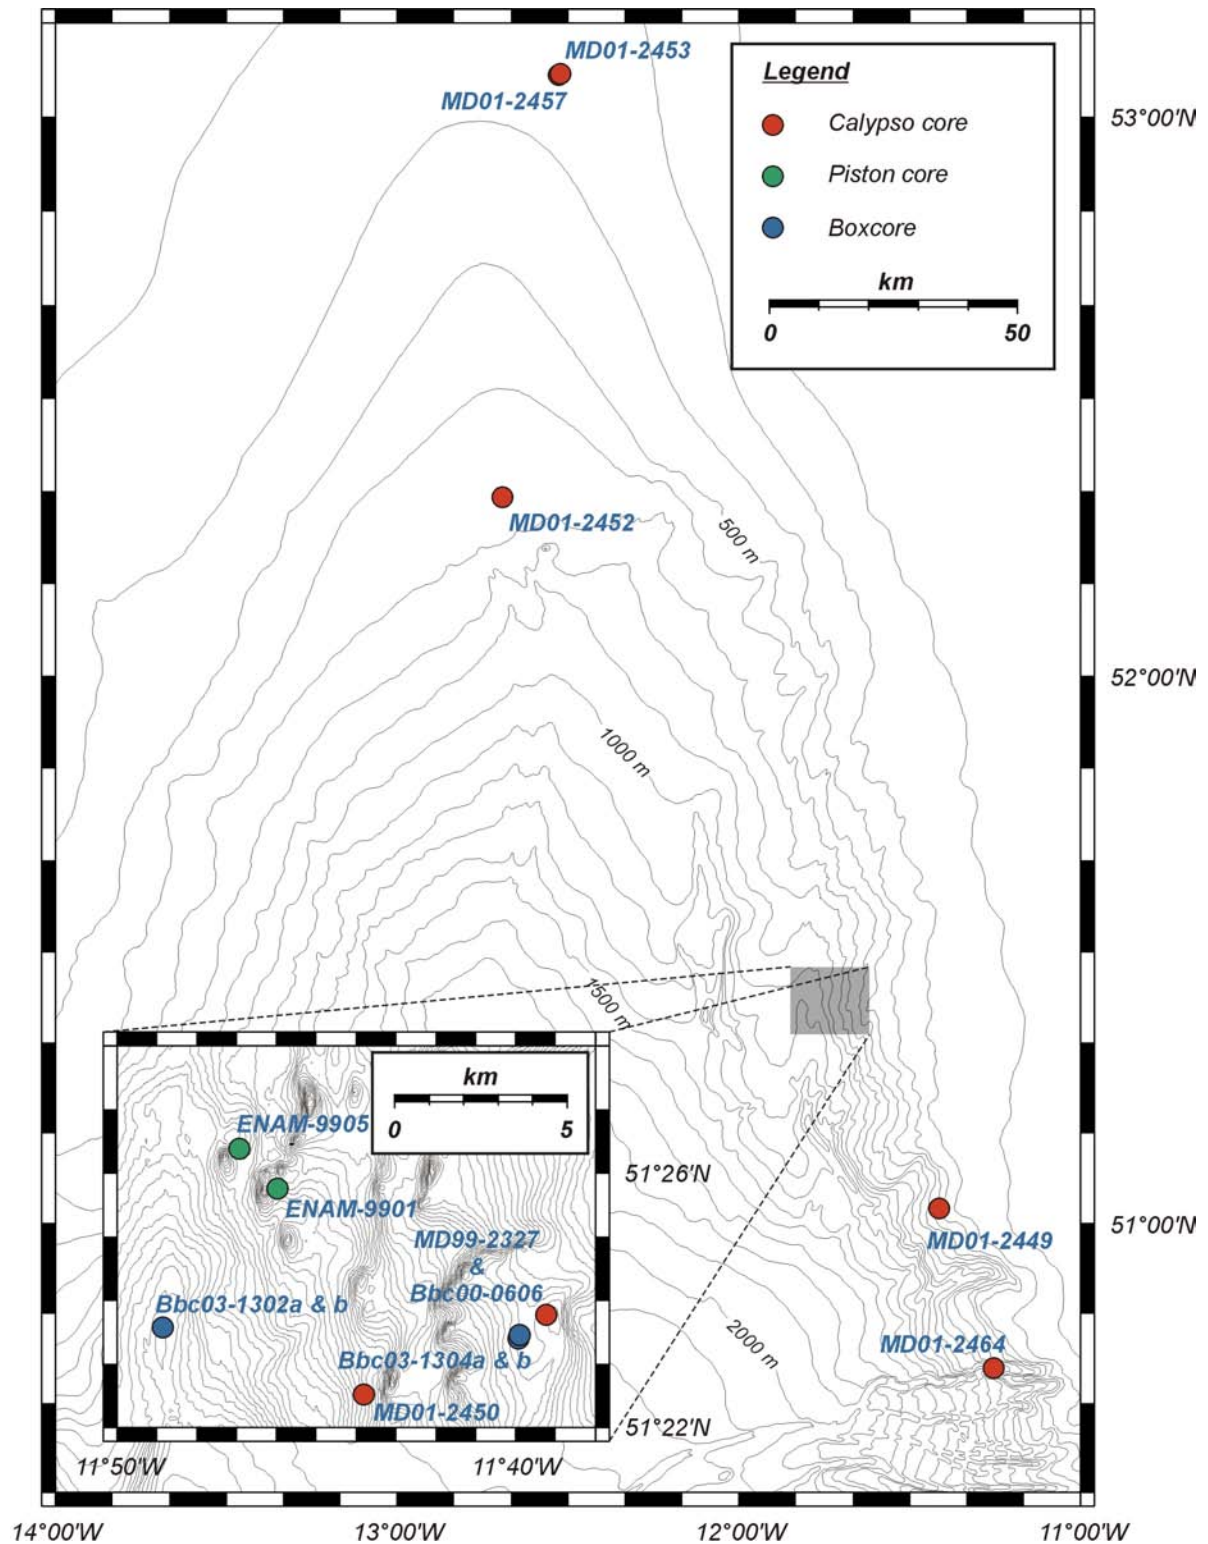 MD01-2453
MD01-2457
Legend
Calypso core
Piston core
Boxcore
km
0 50
53°00'N
MD01-2452
500 m
52°00'N
1000 m
1500 m
km
0 5
ENAM-9905
ENAM-9901
51°26'N
MD99-2327
&
Bbc00-0606
Bbc03-1302a & b
Bbc03-1304a & b
MD01-2450
51°22'N
11°50'W 11°40'W
51°00'N
MD01-2449
MD01-2464
2000 m
14°00'W 13°00'W 12°00'W 11°00'W